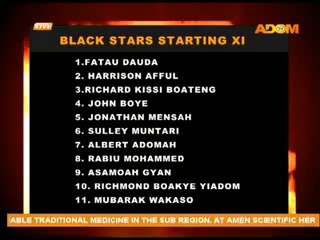 LIVE
ADOM
BLACK STARS STARTING XI
1.FATAU DAUDA
2. HARRISON AFFUL
3.RICHARD KISSI BOATENG
4. JOHN BOYE
5. JONATHAN MENSAH
6. SULLEY MUNTARI
7. ALBERT ADOMAH
8. RABIU MOHAMMED
9. ASAMOAH GYAN
10. RICHMOND BOAKYE YIADOM
11. MUBARAK WAKASO
ABLE TRADITIONAL MEDICINE IN THE SUB REGION. AT AMEN SCIENTIFIC HER